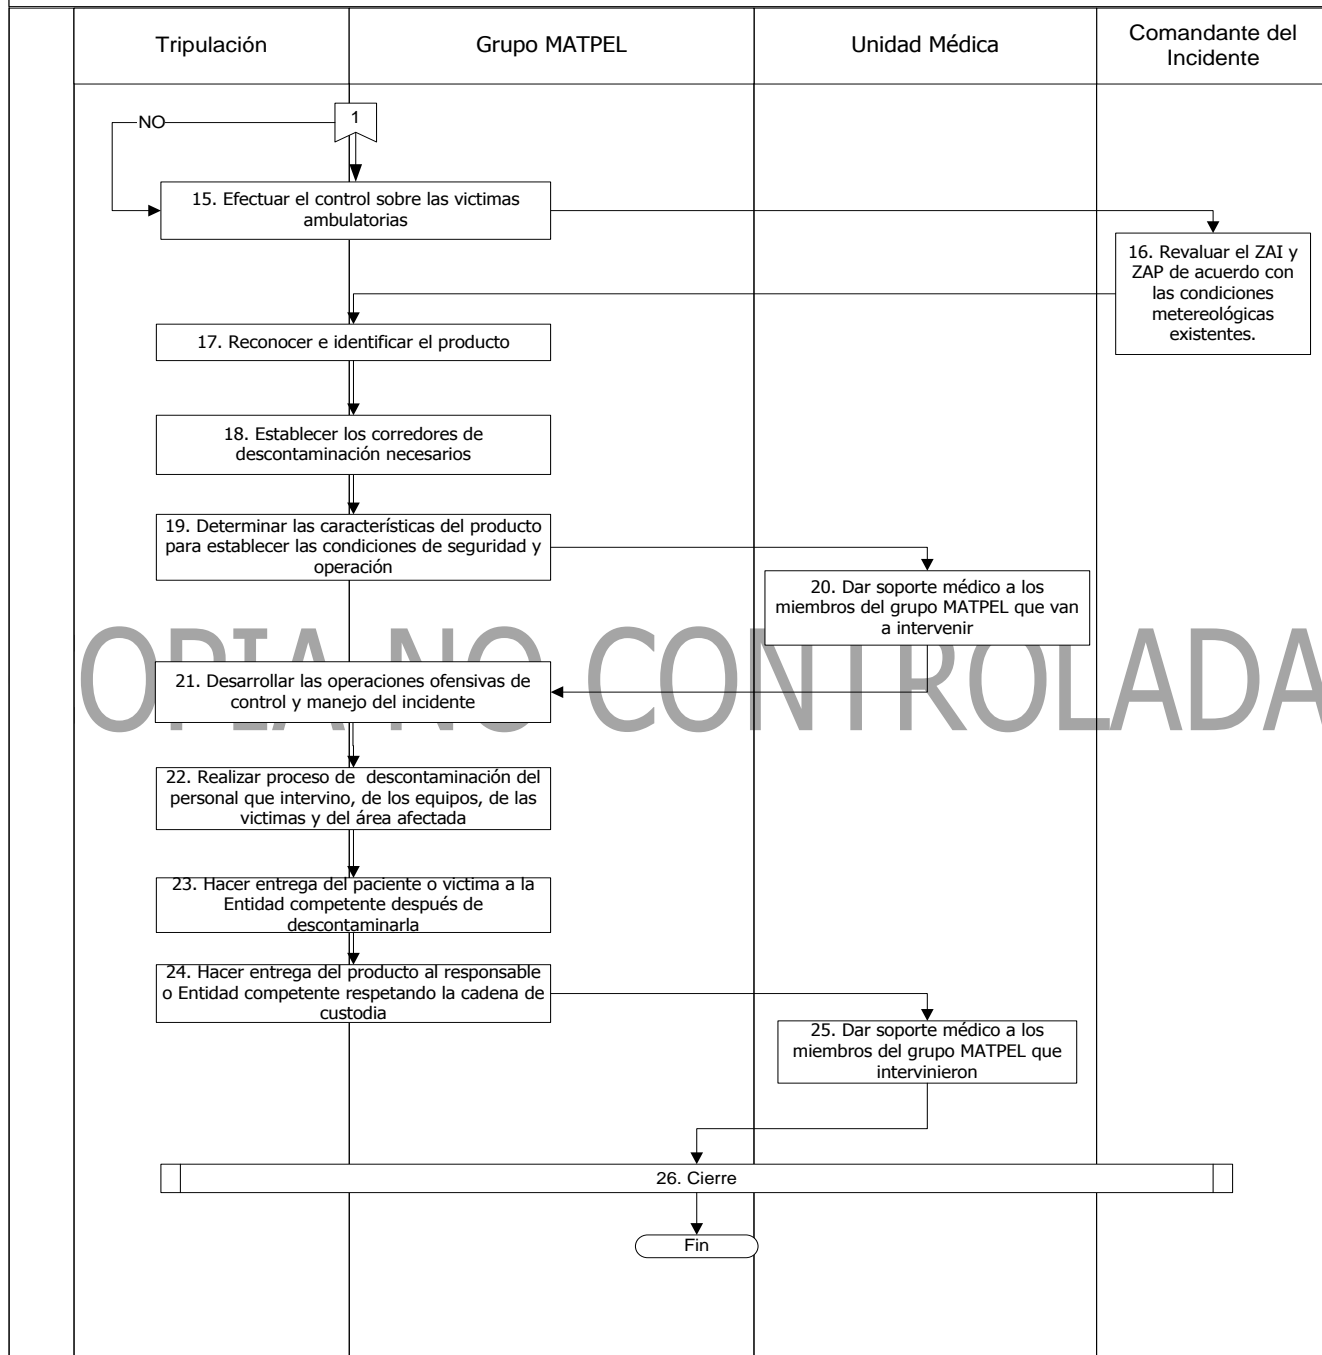 Tripulación
Grupo MATPEL
Unidad Médica
Comandante del
Incidente
1
NO
15. Efectuar el control sobre las victimas
ambulatorias
16. Revaluar el ZAI y
ZAP de acuerdo con
las condiciones
metereológicas
existentes.
17. Reconocer e identificar el producto
18. Establecer los corredores de
descontaminación necesarios
19. Determinar las características del producto
para establecer las condiciones de seguridad y
operación
20. Dar soporte médico a los
miembros del grupo MATPEL que van
a intervenir
OPIA NO CONTROLADA
21. Desarrollar las operaciones ofensivas de
control y manejo del incidente
22. Realizar proceso de descontaminación del
personal que intervino, de los equipos, de las
victimas y del área afectada
23. Hacer entrega del paciente o victima a la
Entidad competente después de
descontaminarla
24. Hacer entrega del producto al responsable
o Entidad competente respetando la cadena de
custodia
25. Dar soporte médico a los
miembros del grupo MATPEL que
intervinieron
26. Cierre
Fin